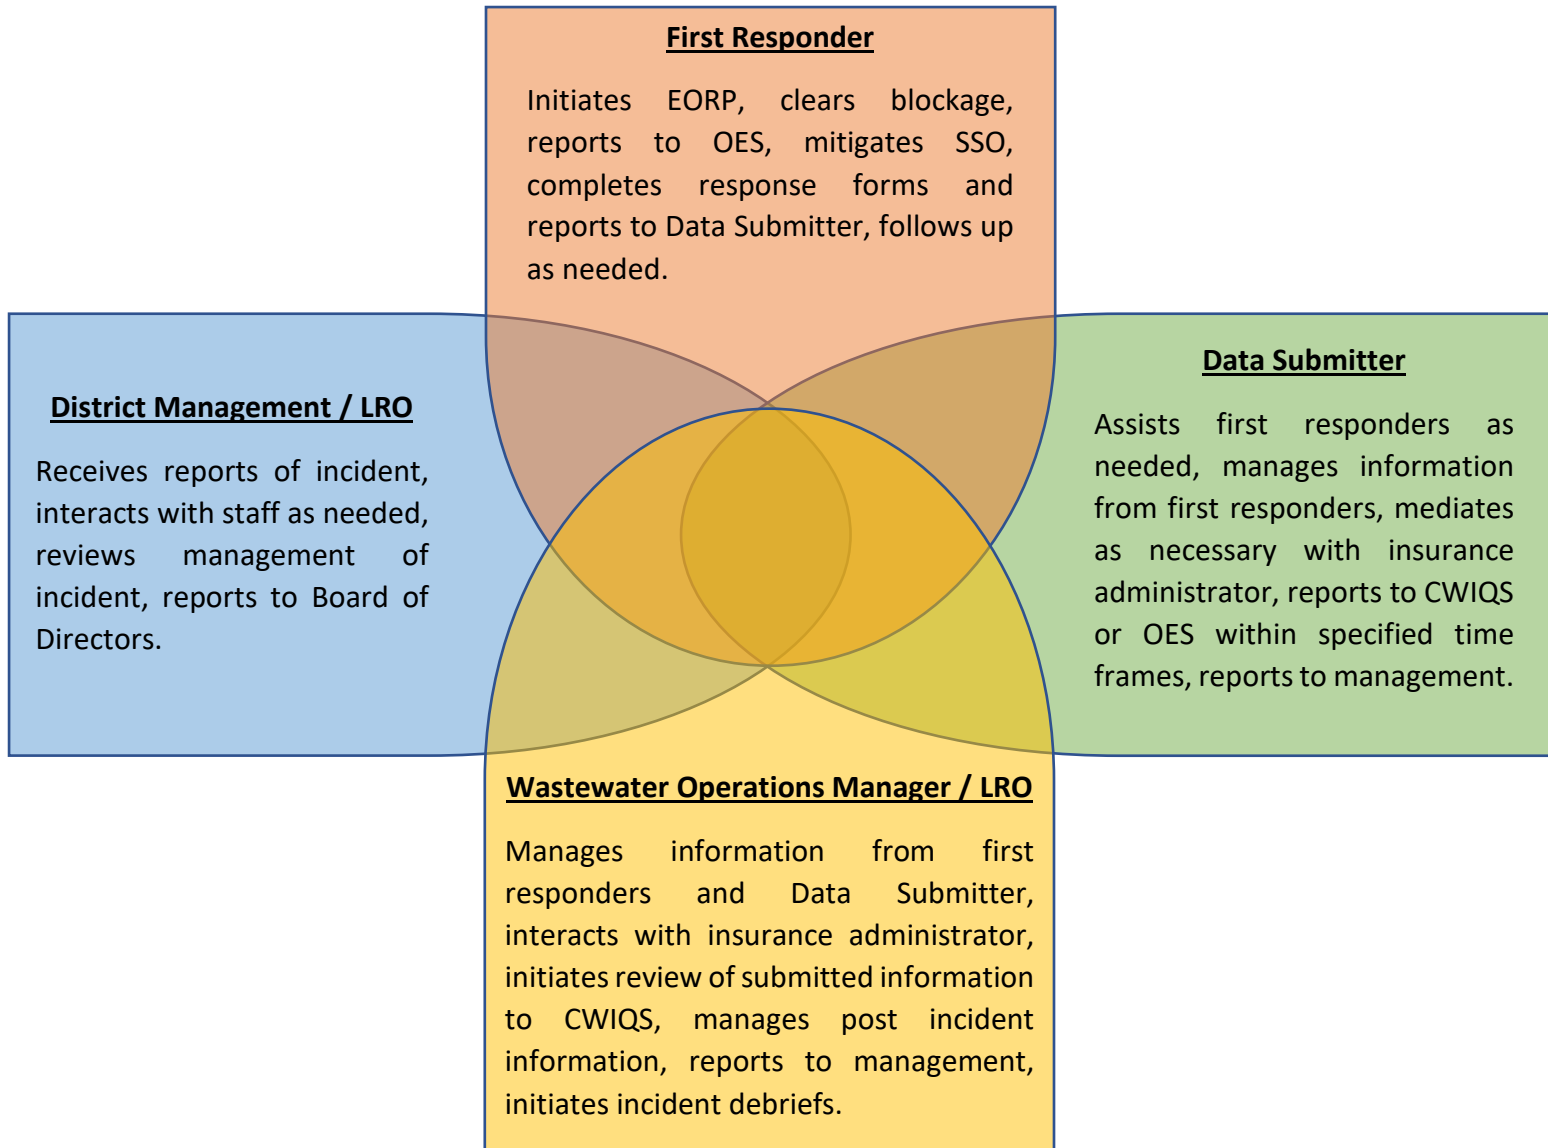 First Responder
Initiates EORP, clears blockage,
reports to OES, mitigates SSO,
completes response forms and
reports to Data Submitter, follows up
as needed.
District Management / LRO
Receives reports of incident,
interacts with staff as needed,
reviews management of
incident, reports to Board of
Directors.
Data Submitter
Assists first responders as
needed, manages information
from first responders, mediates
as necessary with insurance
administrator, reports to CWIQS
or OES within specified time
frames, reports to management.
Wastewater Operations Manager / LRO
Manages information from first
responders and Data Submitter,
interacts with insurance administrator,
initiates review of submitted information
to CWIQS, manages post incident
information, reports to management,
initiates incident debriefs.